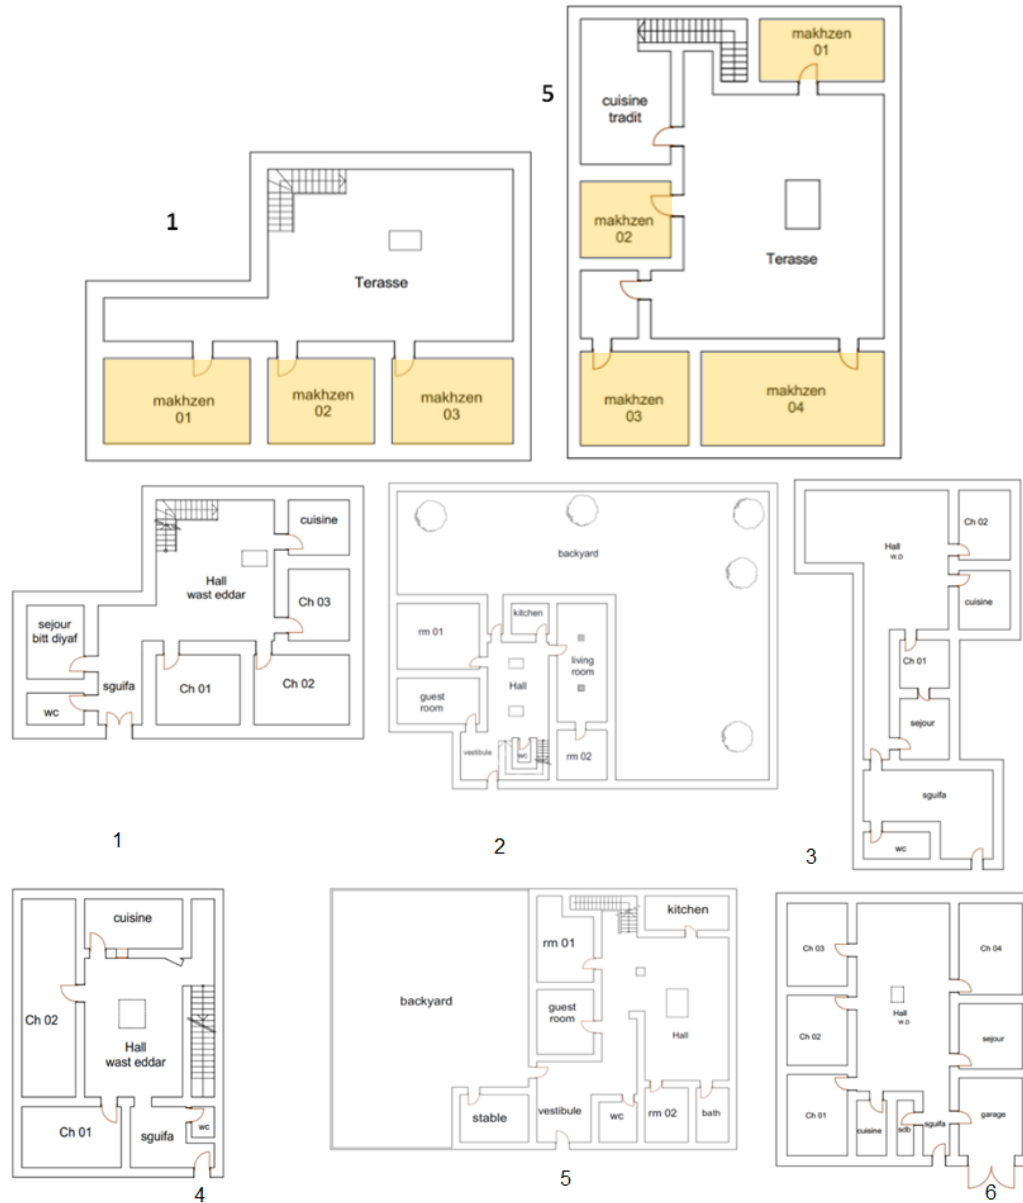 1
Terasse
makhzen
01
makhzen
02
makhzen
03
5
makhzen
01
cuisine
tradit
makhzen
02
Terasse
makhzen
03
makhzen
04
cuisine
Hall
wast eddar
Ch 03
sejour
bitt diyaf
sguifa
wc
Ch 01
Ch 02
1
backyard
rm 01
kitchen
living
room
Hall
guest
room
vestibule
wc
rm 02
2
Ch 02
Hall
W.D
cuisine
Ch 01
sejour
sguifa
wc
3
cuisine
Ch 02
Hall
wast eddar
Ch 01
sguifa
wc
4
kitchen
rm 01
backyard
guest
room
Hall
stable
vestibule
wc
rm 02
bath
5
Ch 03
Ch 04
Hall
W.D
Ch 02
sejour
Ch 01
cuisine
sdb
sguifa
garage
6